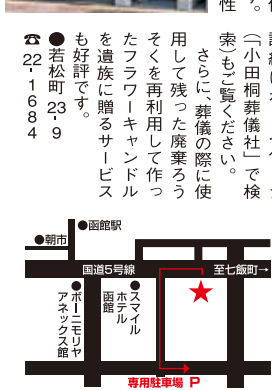 （「小田桐葬儀社」で検
索）もご覧ください。
さらに、葬儀の際に使
用して残った廃棄ろう
そくを再利用して作っ
たフラワーキャンドル
を遺族に贈るサービス
も好評です。
●若松町23-9
☎22-1684
●函館駅
●朝市
国道5号線
至七飯町→
●ボーニモリヤ
アネックス館
●スマイル
ホテル
函館
専用駐車場 P